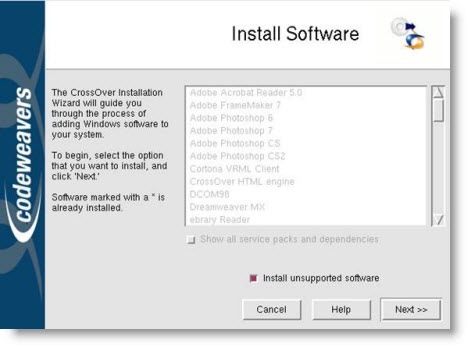 Install Software
codeweavers
The CrossOver Installation
Wizard will guide you
through the process of
adding Windows software to
your system.
To begin, select the option
that you want to install, and
click 'Next.'
Software marked with a * is
already installed.
Adobe Acrobat Reader 5.0
Adobe FrameMaker 7
Adobe Photoshop 6
Adobe Photoshop 7
Adobe Photoshop CS
Adobe Photoshop CS2
Cortona VRML Client
CrossOver HTML engine
DCOM98
Dreamweaver MX
ebrary Reader
Show all service packs and dependencies
Install unsupported software
Cancel Help Next >>